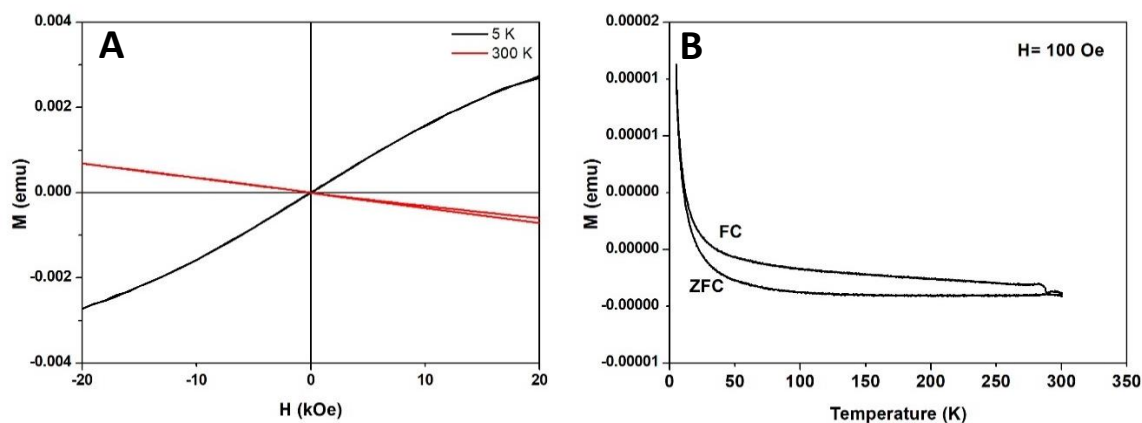 A
5 K
300 K
0.004
0.002
0.000
-0.002
-0.004
-20
-10
0
10
20
M (emu)
H (kOe)
B
H= 100 Oe
0.00002
0.00001
0.00001
0.00000
0.00000
-0.00000
-0.00001
FC
ZFC
0
50
100
150
200
250
300
350
M (emu)
Temperature (K)